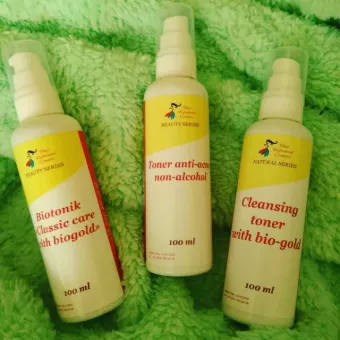 BEAUTY SERIES
Biotonik
«Classic care
with biogold»
100 ml
BEAUTY SERIES
Toner anti-acne
non-alcohol
100 ml
NATURAL SERIES
Cleansing
toner
with bio-gold
100 ml